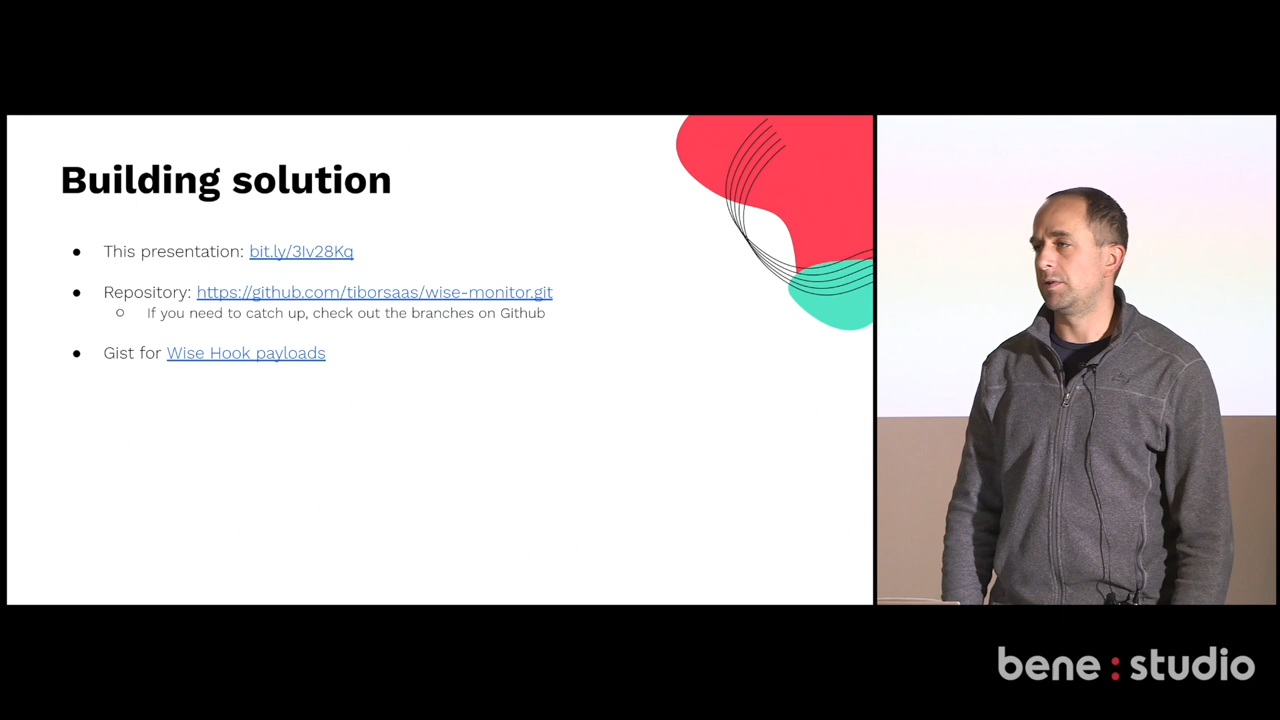 Building solution
● This presentation: bit.ly/3Iv28Kq
● Repository: https://github.com/tiborsaas/wise-monitor.git
○ If you need to catch up, check out the branches on Github
● Gist for Wise Hook payloads
bene : studio